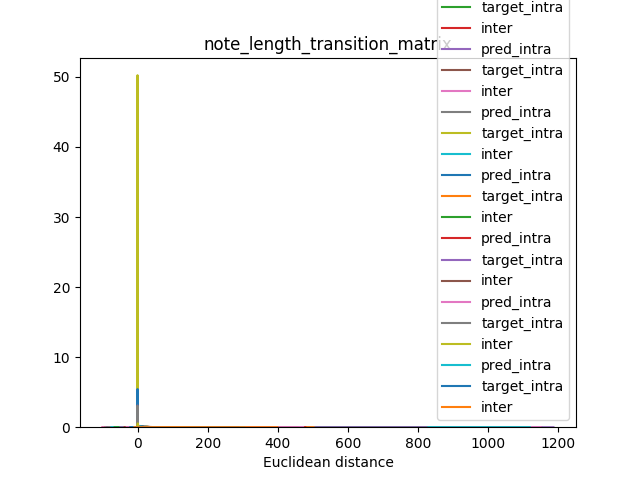 target_intra
note_length_transition_matrix
inter
pred_intra
target_intra
inter
pred_intra
target_intra
inter
pred_intra
target_intra
inter
pred_intra
target_intra
inter
pred_intra
target_intra
inter
pred_intra
target_intra
inter
50
40
30
20
10
0
0
200
400
600
800
1000
1200
Euclidean distance